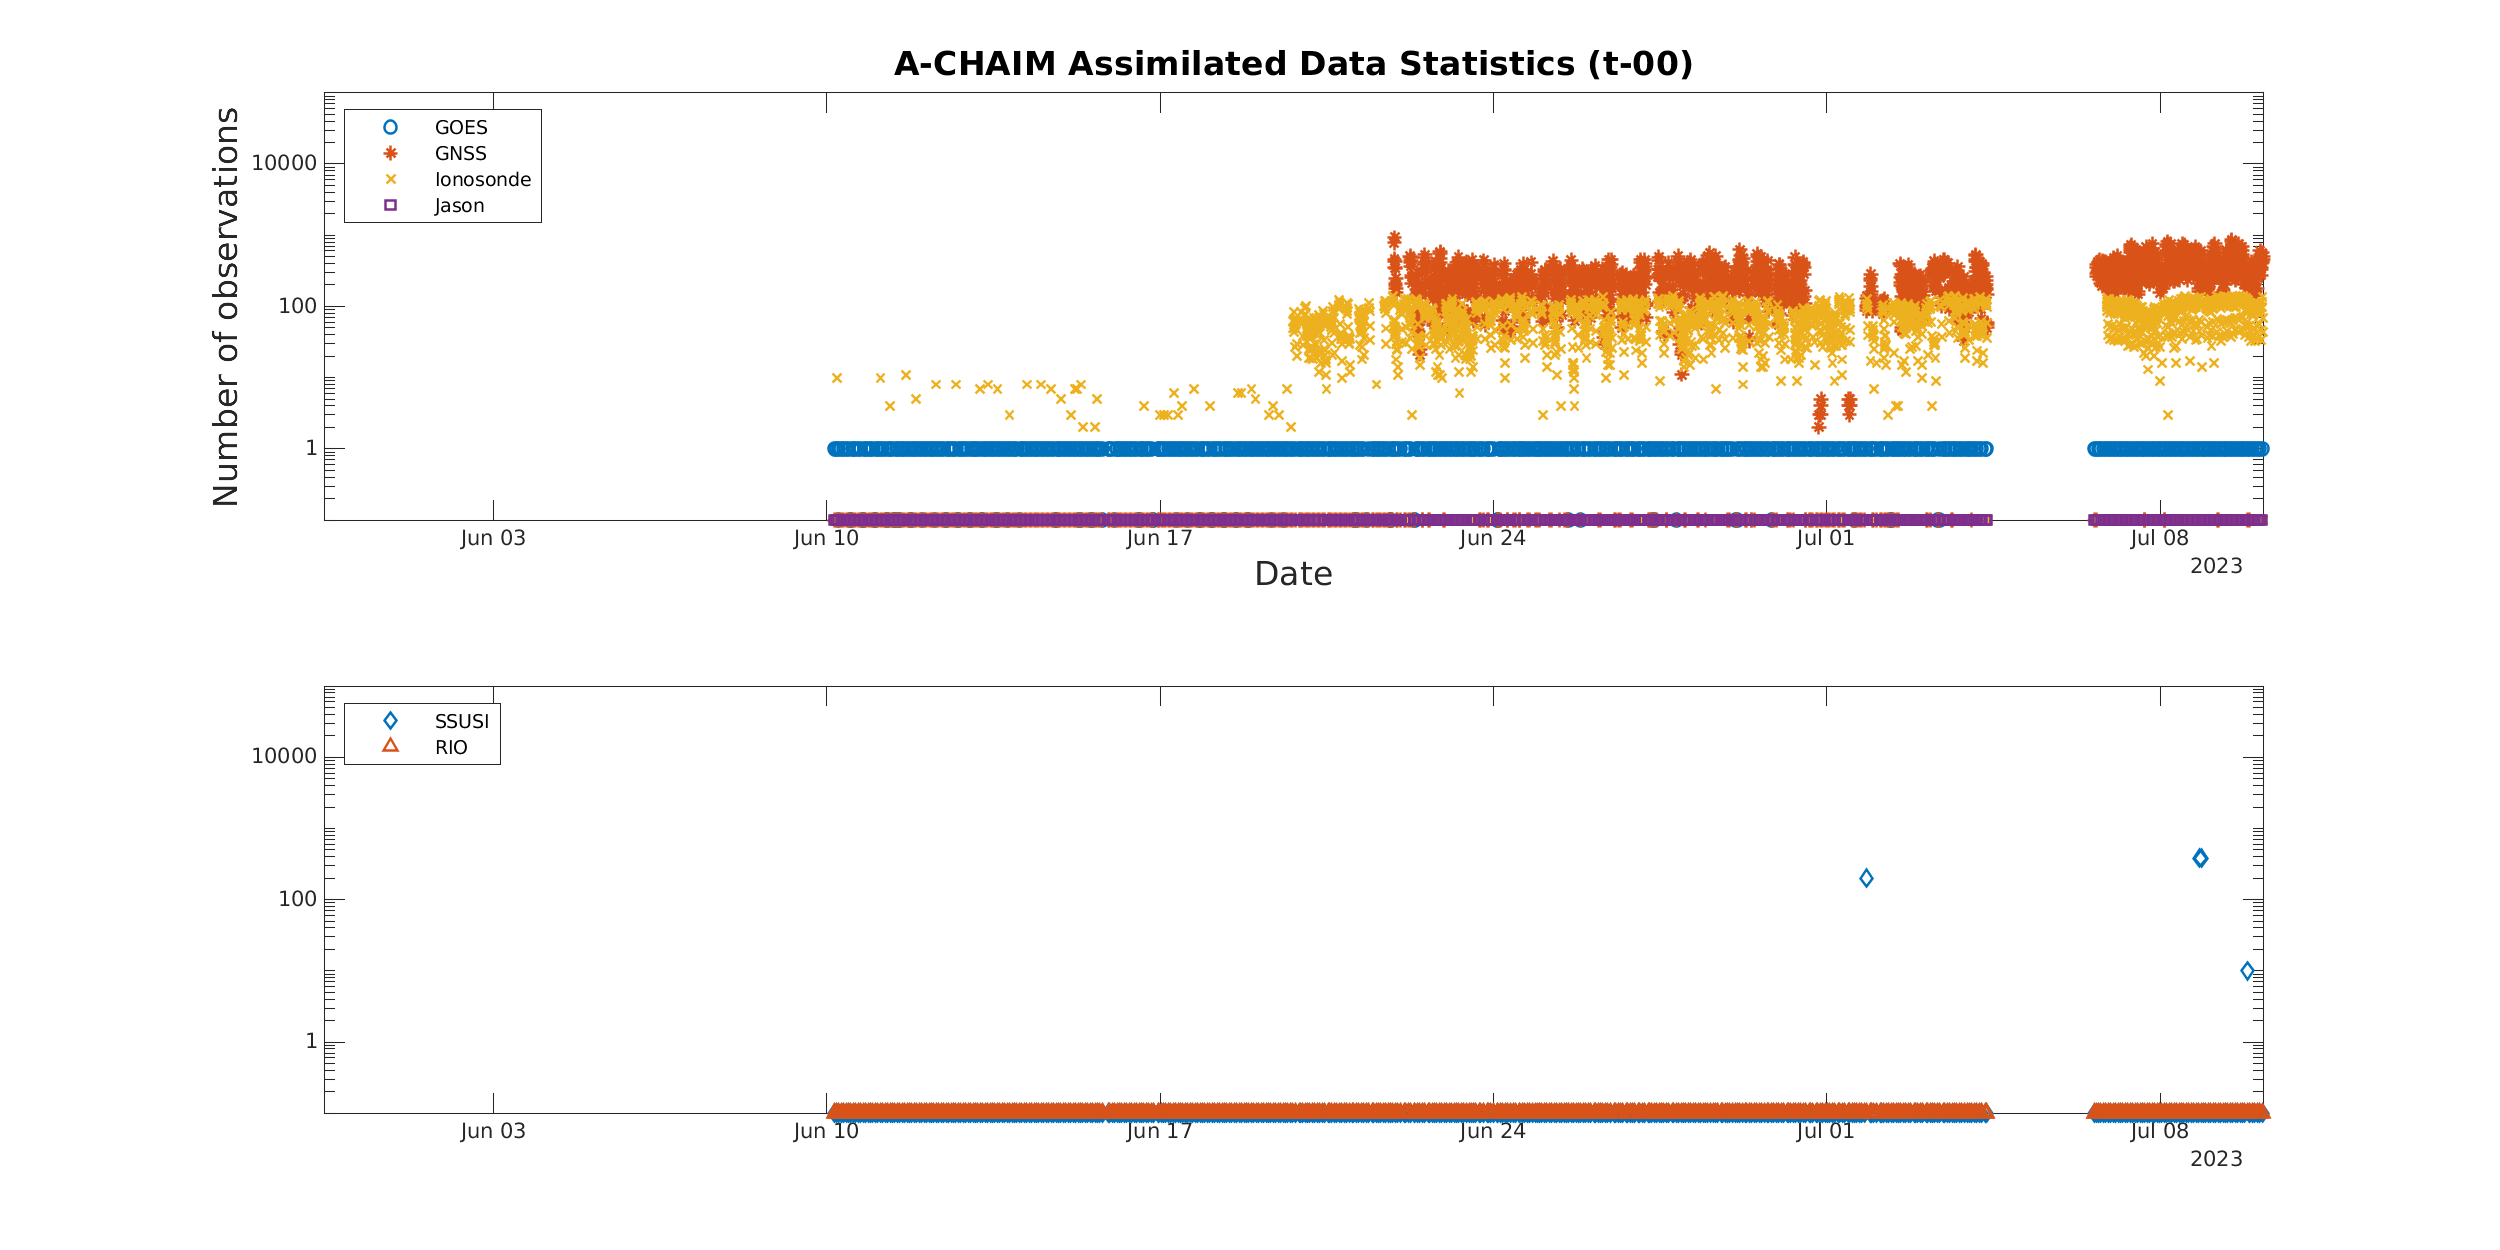 A-CHAIM Assimilated Data Statistics (t-00)
Number of observations
10000
100
1
GOES
GNSS
Ionosonde
Jason
Jun 03 Jun 10 Jun 17 Jun 24 Jul 01 Jul 08
2023
Date
10000
100
1
SSUSI
RIO
Jun 03 Jun 10 Jun 17 Jun 24 Jul 01 Jul 08
2023